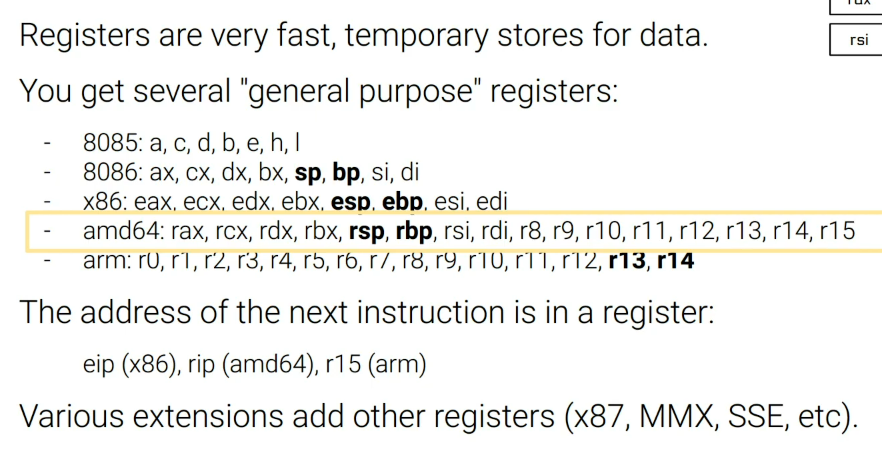 Registers are very fast, temporary stores for data.
rsi
You get several "general purpose" registers:
- 8085: a, c, d, b, e, h, l
- 8086: ax, cx, dx, bx, sp, bp, si, di
- x86: eax, ecx, edx, ebx, esp, ebp, esi, edi
- amd64: rax, rcx, rdx, rbx, rsp, rbp, rsi, rdi, r8, r9, r10, r11, r12, r13, r14, r15
- arm: r0, r1, r2, r3, r4, r5, r6, r7, r8, r9, r10, r11, r12, r13, r14
The address of the next instruction is in a register:
eip (x86), rip (amd64), r15 (arm)
Various extensions add other registers (x87, MMX, SSE, etc).